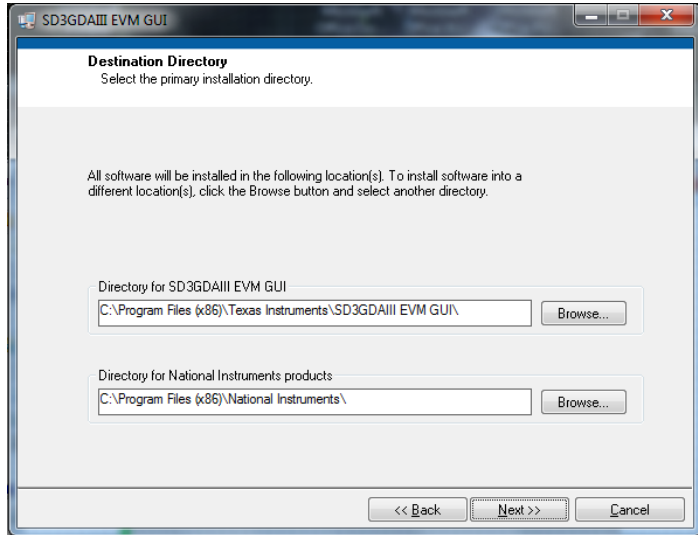 SD3GDAIII EVM GUI
Destination Directory
Select the primary installation directory.
All software will be installed in the following location(s). To install software into a
different location(s), click the Browse button and select another directory.
Directory for SD3GDAIII EVM GUI
C:\Program Files (x86)\Texas Instruments\SD3GDAIII EVM GUI\
Browse...
Directory for National Instruments products
C:\Program Files (x86)\National Instruments\
Browse...
<< Back
Next >>
Cancel